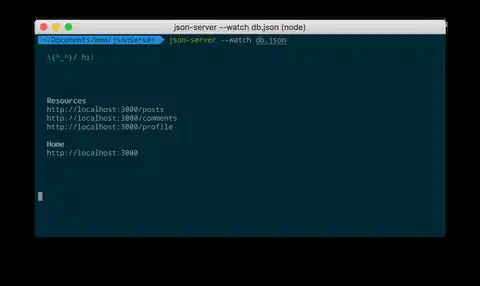 json-server --watch db.json (node)
~/Documents/www/jsonserver json-server --watch db.json
\{^_^}/ hi!
Resources
http://localhost:3000/posts
http://localhost:3000/comments
http://localhost:3000/profile
Home
http://localhost:3000